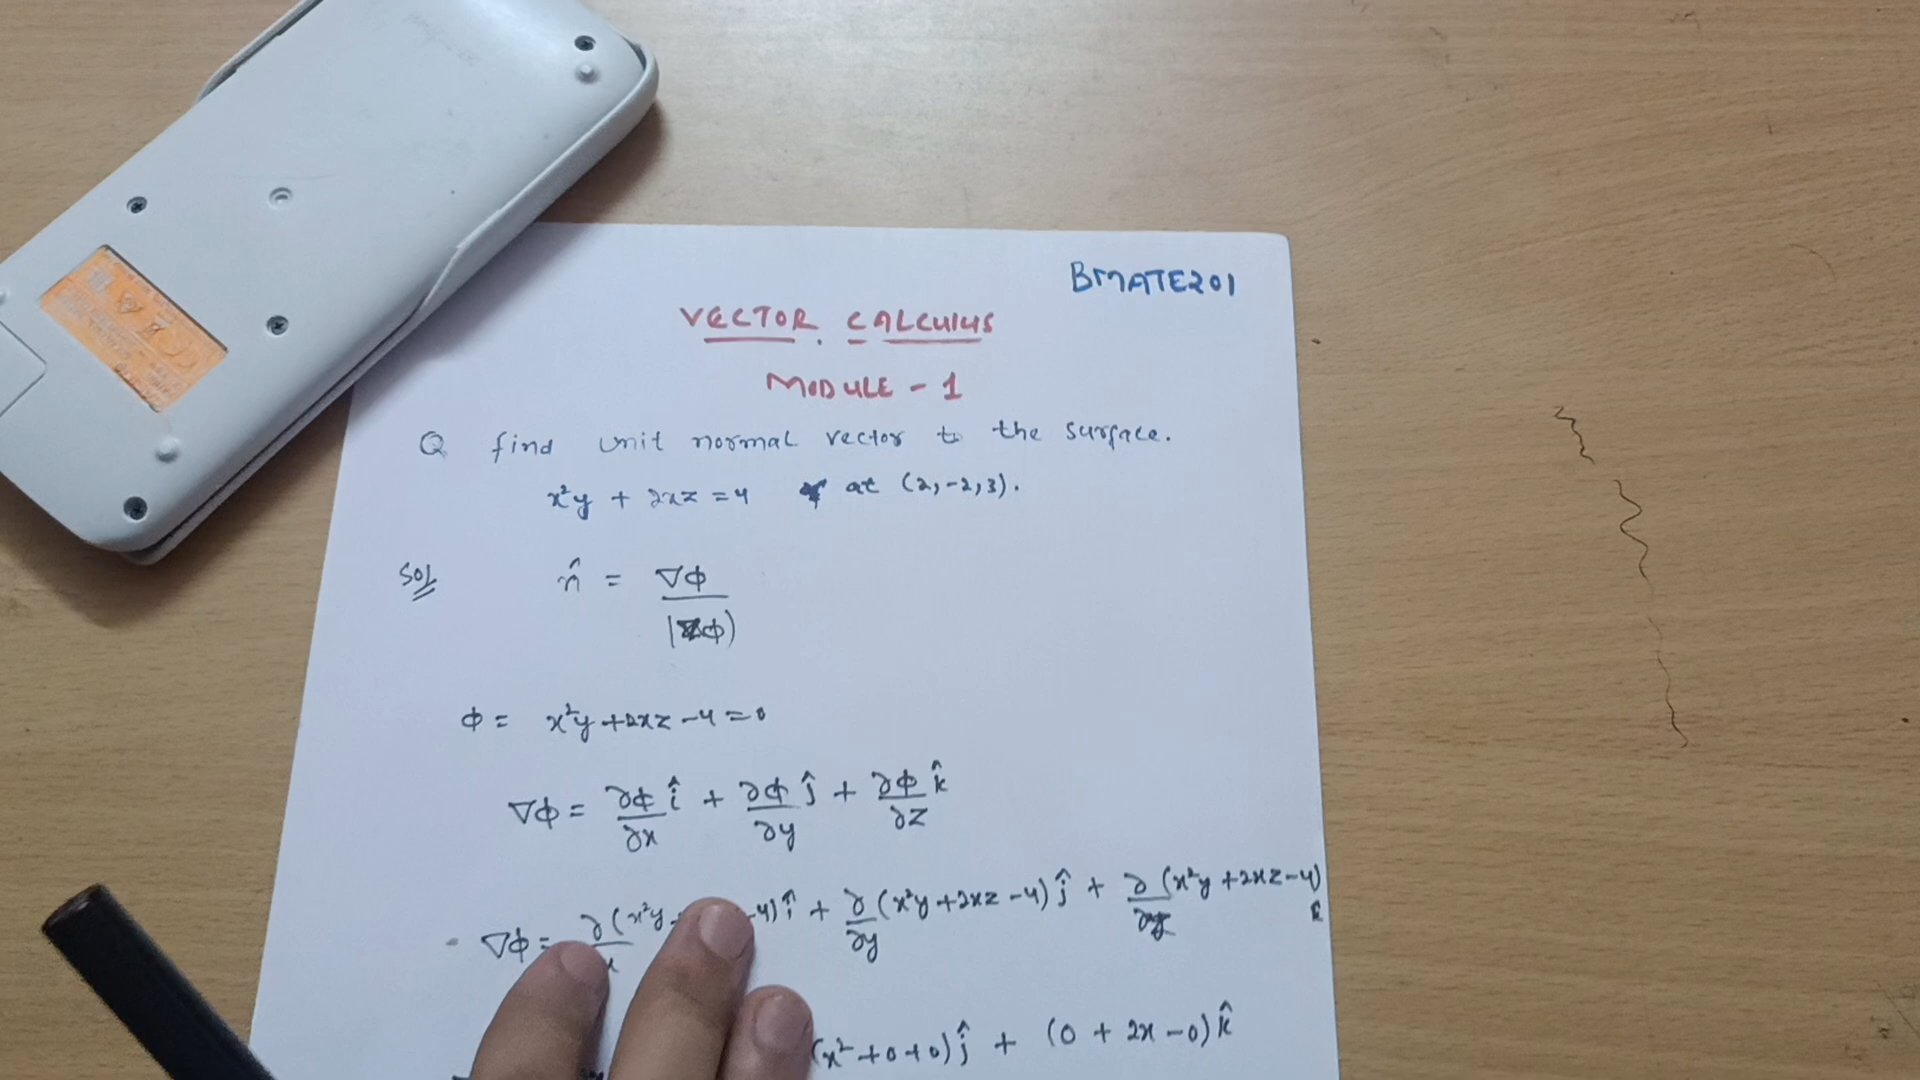 BMATE201
VECTOR CALCULUS
MODULE - 1
Q find unit normal vector to the surface.
x²y + 2xz = 4 at (2, -2, 3).
Sol n̂ = ∇ϕ / |∇ϕ|
ϕ = x²y + 2xz - 4 = 0
∇ϕ = ∂ϕ/∂x î + ∂ϕ/∂y ĵ + ∂ϕ/∂z k̂
∇ϕ = ∂ (x²y -4) î + ∂/∂y (x²y + 2xz - 4) ĵ + ∂ (x²y + 2xz - 4) k̂
(x² + 0 + 0) ĵ + (0 + 2x - 0) k̂